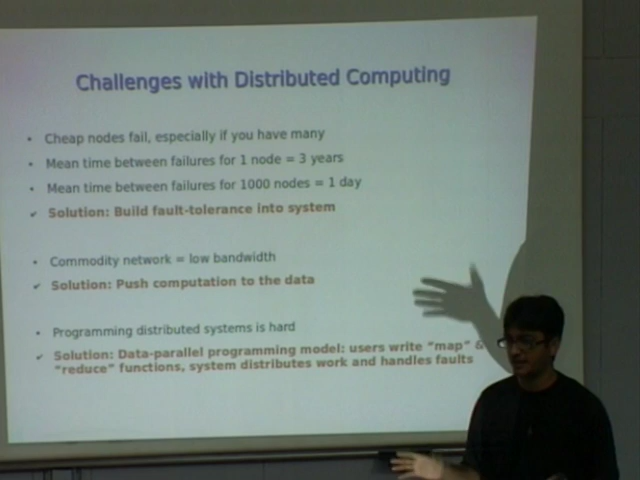 Challenges with Distributed Computing
• Cheap nodes fail, especially if you have many
• Mean time between failures for 1 node = 3 years
• Mean time between failures for 1000 nodes = 1 day
✔ Solution: Build fault-tolerance into system
• Commodity network = low bandwidth
✔ Solution: Push computation to the data
• Programming distributed systems is hard
✔ Solution: Data-parallel programming model: users write “map” &
“reduce” functions, system distributes work and handles faults